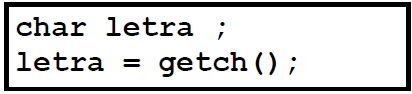 char letra ;
letra = getch();